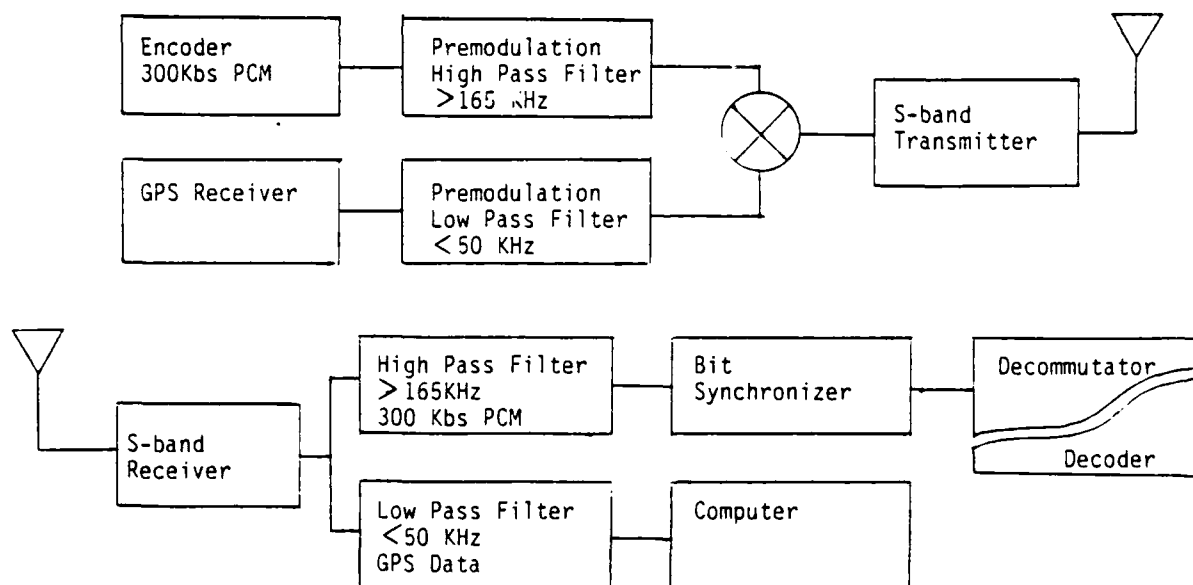 Encoder
300Kbs PCM
Premodulation
High Pass Filter
>165 KHz
S-band
Transmitter
GPS Receiver
Premodulation
Low Pass Filter
<50 KHz
High Pass Filter
>165KHz
300 Kbs PCM
Bit
Synchronizer
Decommutator
Decoder
S-band
Receiver
Low Pass Filter
<50 KHz
GPS Data
Computer